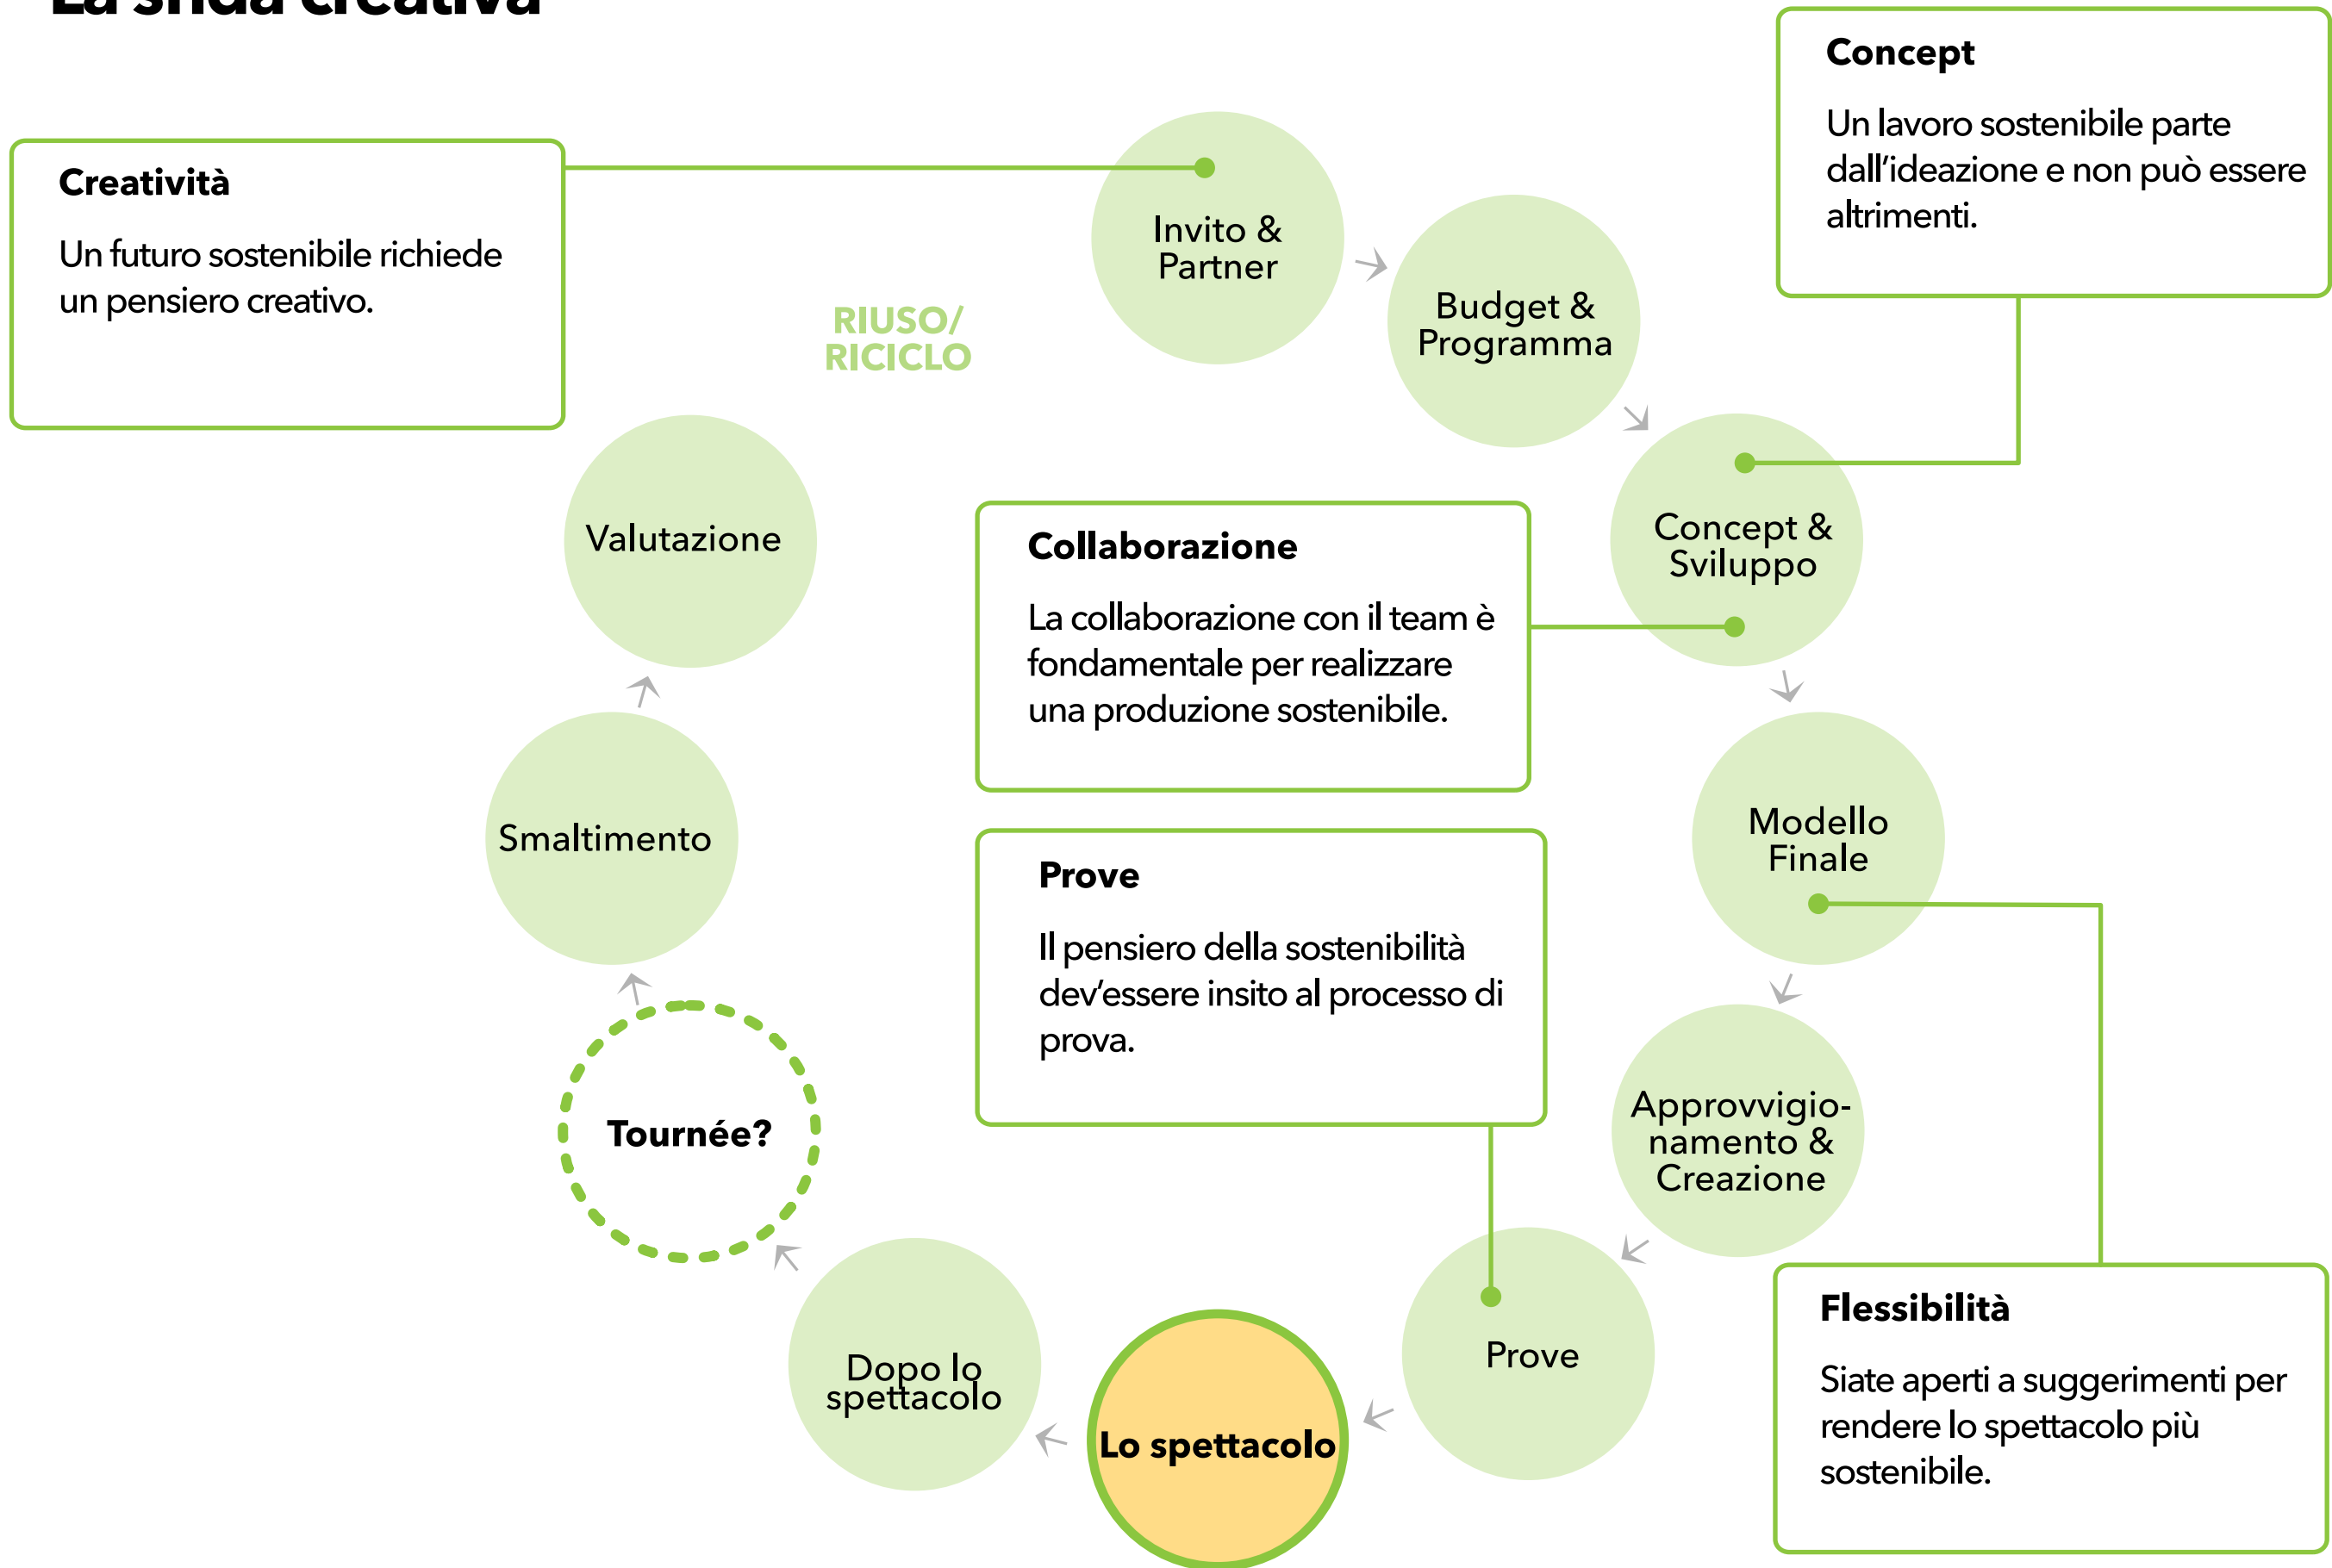 La sfida creativa
Concept
Un lavoro sostenibile parte
dall'ideazione e non può essere
altrimenti.
Creatività
Un futuro sostenibile richiede
un pensiero creativo.
Invito &
Partner
Budget &
Programma
RIUSO/
RICICLO
Valutazione
Concept &
Sviluppo
Collaborazione
La collaborazione con il team è
fondamentale per realizzare
una produzione sostenibile.
Smaltimento
Modello
Finale
Prove
Il pensiero della sostenibilità
dev'essere insito al processo di
prova.
Tournée?
Approvvigio-
namento &
Creazione
Dopo lo
spettacolo
Lo spettacolo
Prove
Flessibilità
Siate aperti a suggerimenti per
rendere lo spettacolo più
sostenibile.